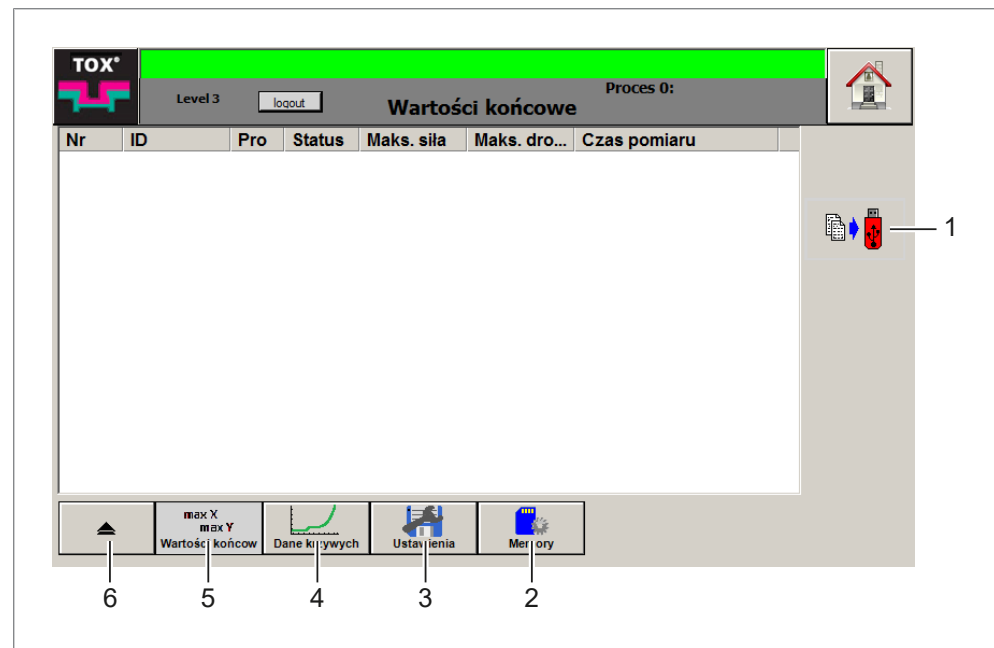 TOX®
Level 3
logout
Wartości końcowe
Proces 0:
Nr ID Pro Status Maks. siła Maks. dro... Czas pomiaru
1
max X
max Y
Wartości końcow
Dane krzywych
Ustawienia
Memory
6 5 4 3 2